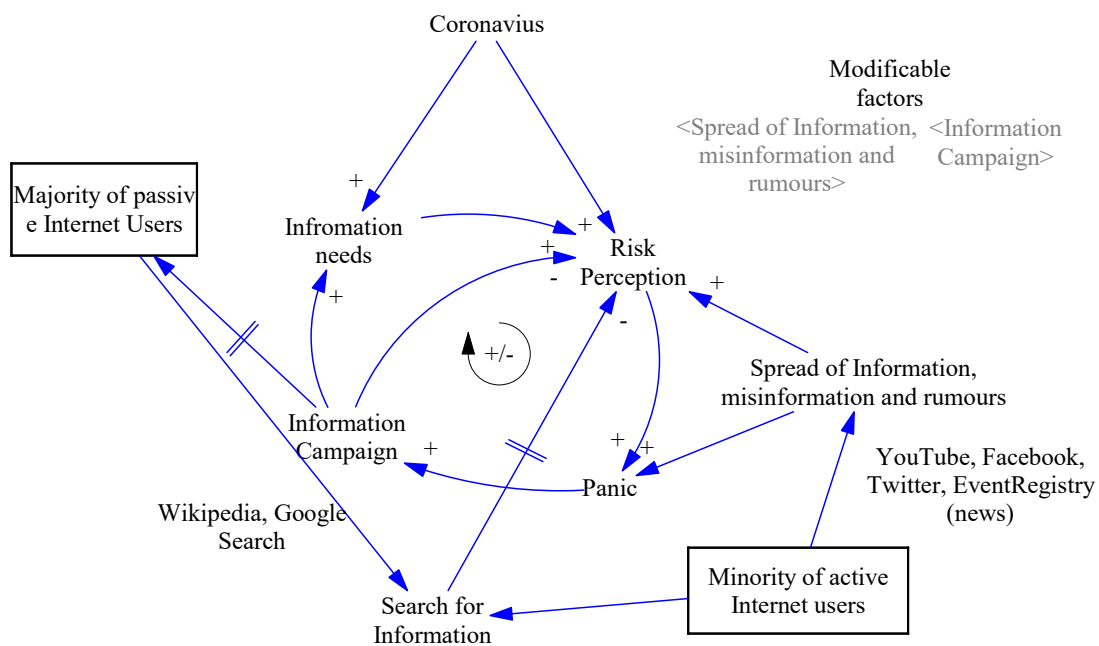 Coronavius
Modificable
factors
<Spread of Information,
misinformation and
rumours>
<Information
Campaign>
Majority of passiv
e Internet Users
+
Infromation
needs
+
+
+
-
Risk
Perception
+
-
+/-
Spread of Information,
misinformation and rumours
Information
Campaign
+
+
+
Panic
YouTube, Facebook,
Twitter, EventRegistry
(news)
Wikipedia, Google
Search
Minority of active
Internet users
Search for
Information